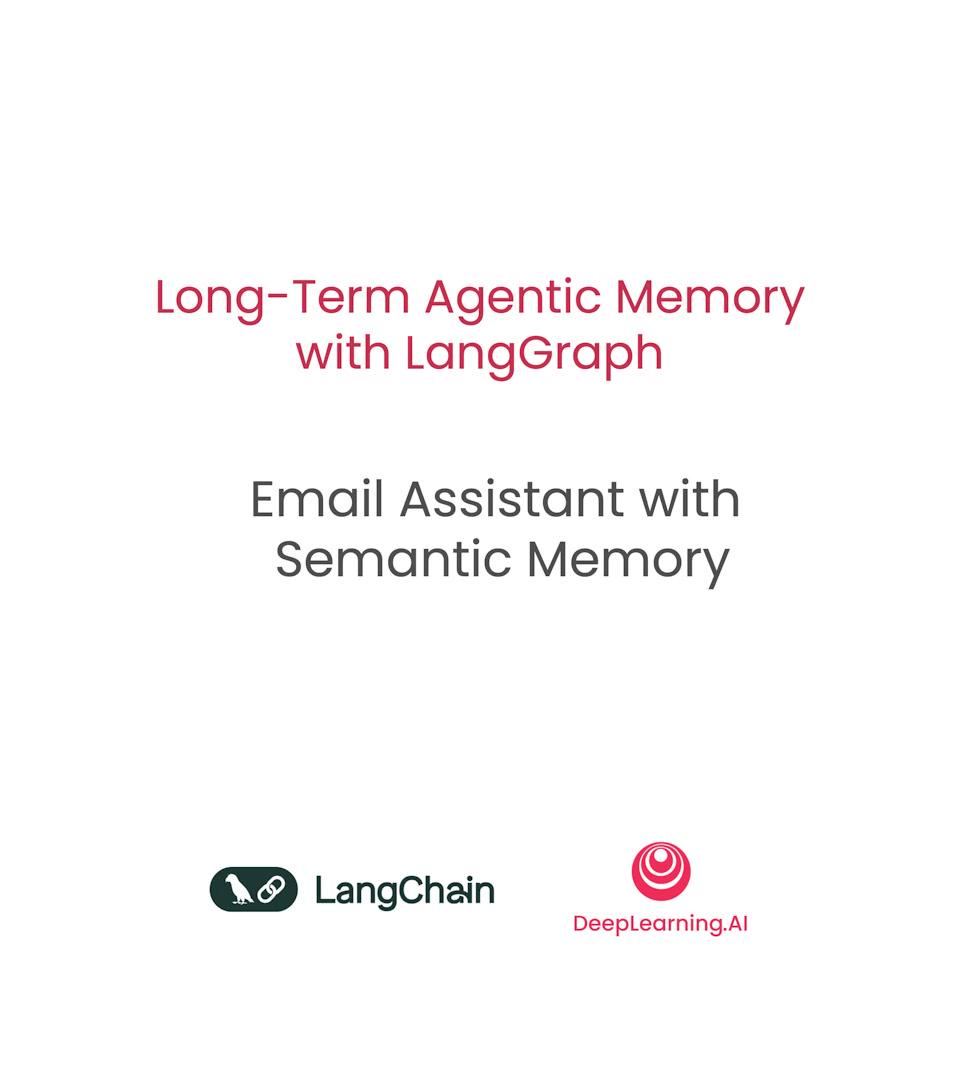 Long-Term Agentic Memory
with LangGraph
Email Assistant with
Semantic Memory
LangChain
DeepLearning.AI